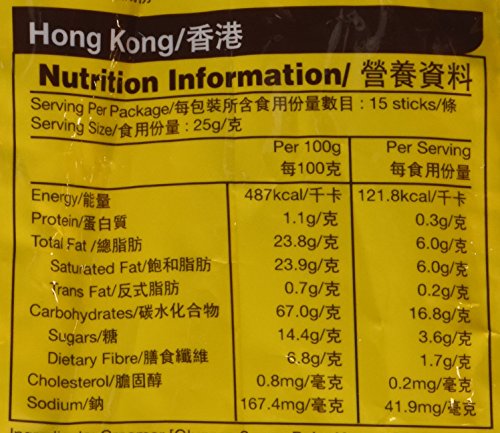 Hong Kong/香港
Nutrition Information/ 營養資料
Serving Per Package/每包裝所含食用份量數目 : 15 sticks/條
Serving Size/食用份量 : 25g/克
Per 100g Per Serving
每100克 每食用份量
Energy/能量 487kcal/千卡 121.8kcal/千卡
Protein/蛋白質 1.1g/克 0.3g/克
Total Fat /總脂肪 23.8g/克 6.0g/克
Saturated Fat/飽和脂肪 23.9g/克 6.0g/克
Trans Fat/反式脂肪 0.7g/克 0.2g/克
Carbohydrates/碳水化合物 67.0g/克 16.8g/克
Sugars/糖 14.4g/克 3.6g/克
Dietary Fibre/膳食纖維 6.8g/克 1.7g/克
Cholesterol/膽固醇 0.8mg/毫克 0.2mg/毫克
Sodium/鈉 167.4mg/毫克 41.9mg/毫克